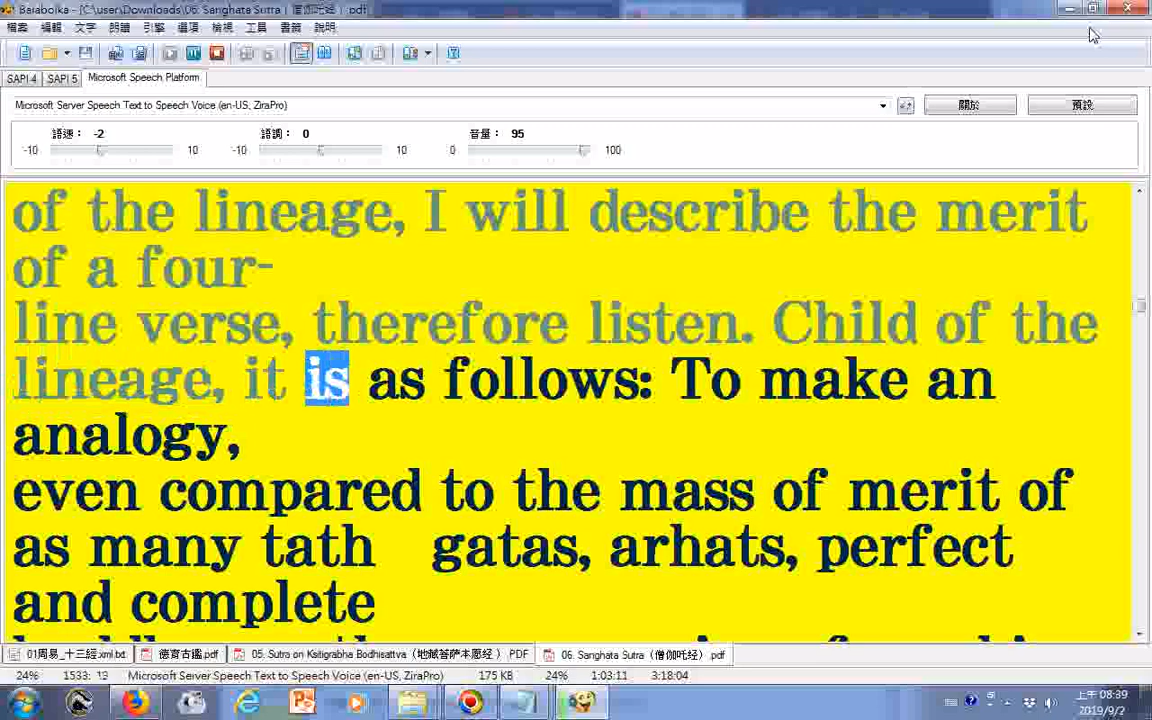 Balabolka - [C:\user\Downloads\06. Sanghata Sutra (僧伽吒经).pdf]
檔案 編輯 文字 朗讀 引擎 選項 檢視 工具 書籤 說明
SAPI 4 SAPI 5 Microsoft Speech Platform
Microsoft Server Speech Text to Speech Voice (en-US, ZiraPro) 關於 預設
語速： -2 語調： 0 音量： 95
-10 10 -10 10 0 100
of the lineage, I will describe the merit
of a four-
line verse, therefore listen. Child of the
lineage, it is as follows: To make an
analogy,
even compared to the mass of merit of
as many tath gatas, arhats, perfect
and complete
01周易_十三經.xml.txt 德育古鑑.pdf 05. Sutra on Ksitigrabha Bodhisattva（地藏菩萨本愿经）.PDF 06. Sanghata Sutra（僧伽吒经）.pdf
24% 1533: 13 Microsoft Server Speech Text to Speech Voice (en-US, ZiraPro) 175 KB 24% 1:03:11 3:18:04
上午 08:39
2019/9/2